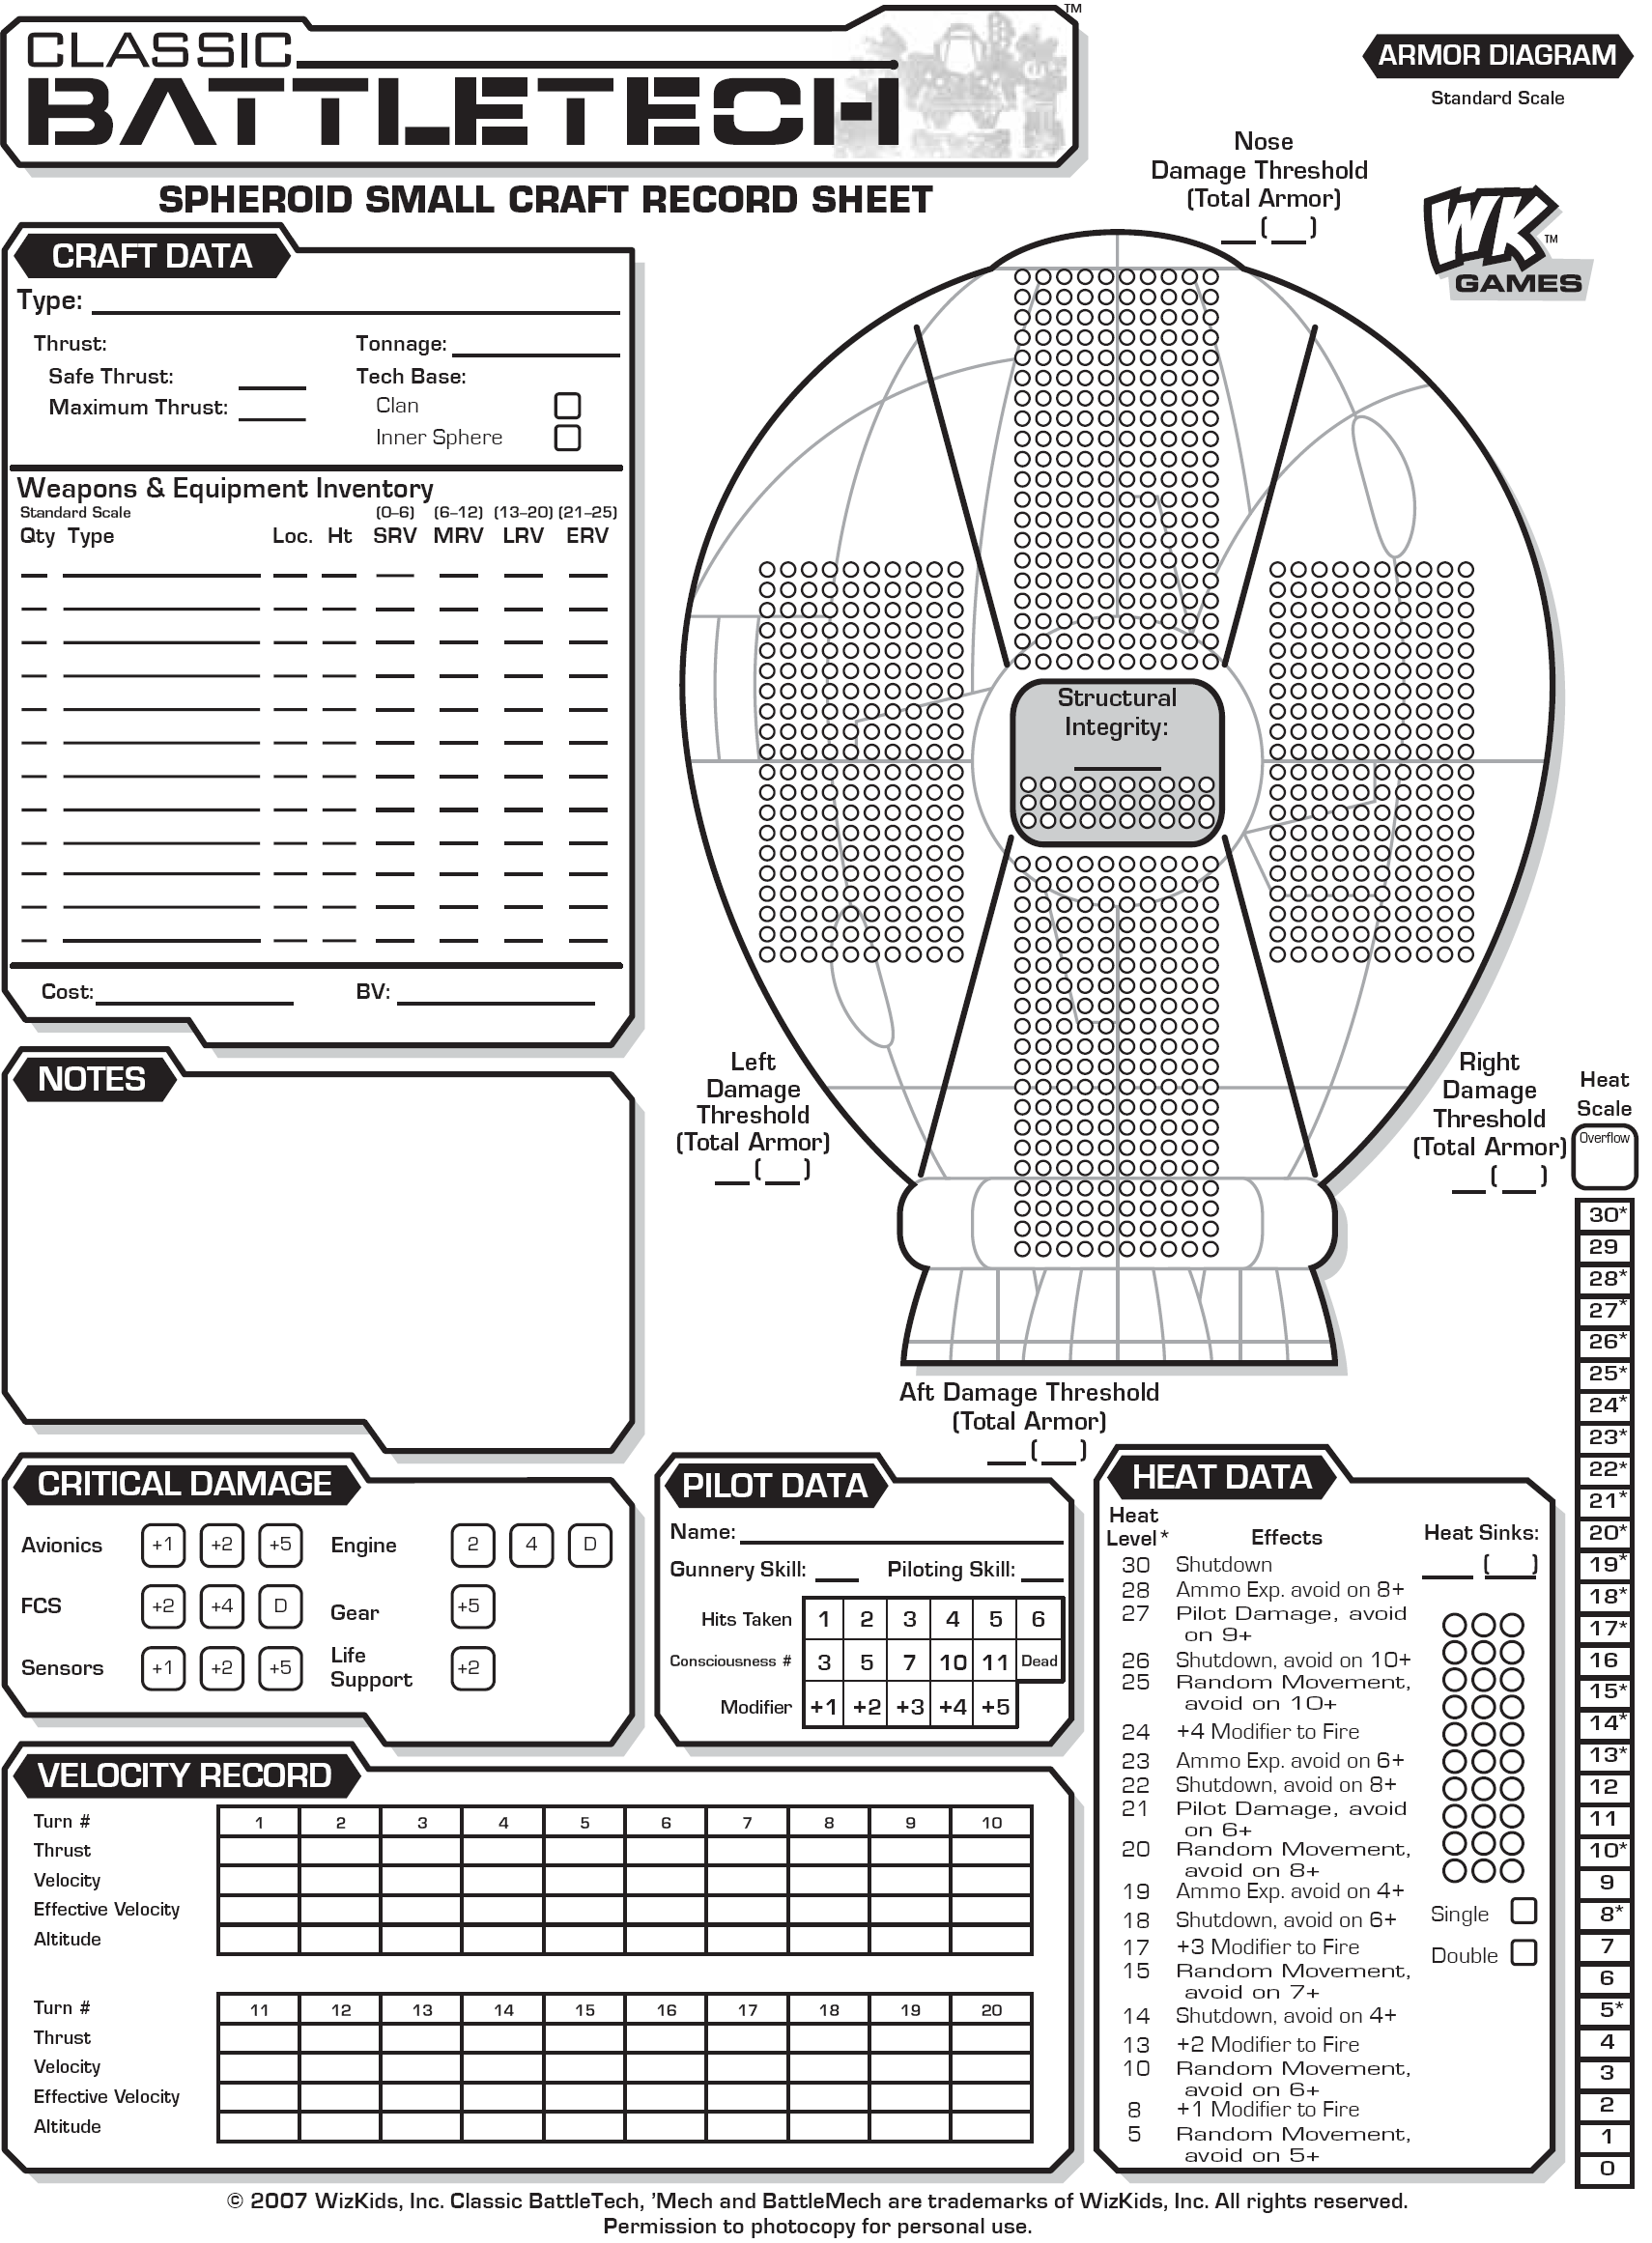 CLASSIC
BATTLETECH
TM
SPHEROID SMALL CRAFT RECORD SHEET
ARMOR DIAGRAM
Standard Scale
Nose
Damage Threshold
(Total Armor)
__ (__)
WK
TM
GAMES
CRAFT DATA
Type:
Thrust:
Tonnage:
Safe Thrust:
Tech Base:
Maximum Thrust:
Clan
Inner Sphere
Weapons & Equipment Inventory
Standard Scale (0–6) (6–12) (13–20) (21–25)
Qty Type Loc. Ht SRV MRV LRV ERV
Cost: BV:
Structural
Integrity:
Left
Damage
Threshold
(Total Armor)
__ (__)
Right
Damage
Threshold
(Total Armor)
__ (__)
Aft Damage Threshold
(Total Armor)
__ (__)
NOTES
CRITICAL DAMAGE
Avionics +1 +2 +5 Engine 2 4 D
FCS +2 +4 D Gear +5
Sensors +1 +2 +5 Life
Support +2
PILOT DATA
Name:
Gunnery Skill: Piloting Skill:
Hits Taken 1 2 3 4 5 6
Consciousness # 3 5 7 10 11 Dead
Modifier +1 +2 +3 +4 +5
VELOCITY RECORD
Turn # 1 2 3 4 5 6 7 8 9 10
Thrust
Velocity
Effective Velocity
Altitude
Turn # 11 12 13 14 15 16 17 18 19 20
Thrust
Velocity
Effective Velocity
Altitude
HEAT DATA
Heat
Level* Effects Heat Sinks:
__ (__)
30 Shutdown
28 Ammo Exp. avoid on 8+
27 Pilot Damage, avoid
on 9+
26 Shutdown, avoid on 10+
25 Random Movement,
avoid on 10+
24 +4 Modifier to Fire
23 Ammo Exp. avoid on 6+
22 Shutdown, avoid on 8+
21 Pilot Damage, avoid
on 6+
20 Random Movement,
avoid on 8+
19 Ammo Exp. avoid on 4+
18 Shutdown, avoid on 6+
17 +3 Modifier to Fire
15 Random Movement,
avoid on 7+
14 Shutdown, avoid on 4+
13 +2 Modifier to Fire
10 Random Movement,
avoid on 6+
8 +1 Modifier to Fire
5 Random Movement,
avoid on 5+
Single
Double
Heat
Scale
Overflow
30*
29
28*
27*
26*
25*
24*
23*
22*
21*
20*
19*
18*
17*
16
15*
14*
13*
12
11
10*
9
8*
7
6
5*
4
3
2
1
0
© 2007 WizKids, Inc. Classic BattleTech, ’Mech and BattleMech are trademarks of WizKids, Inc. All rights reserved.
Permission to photocopy for personal use.